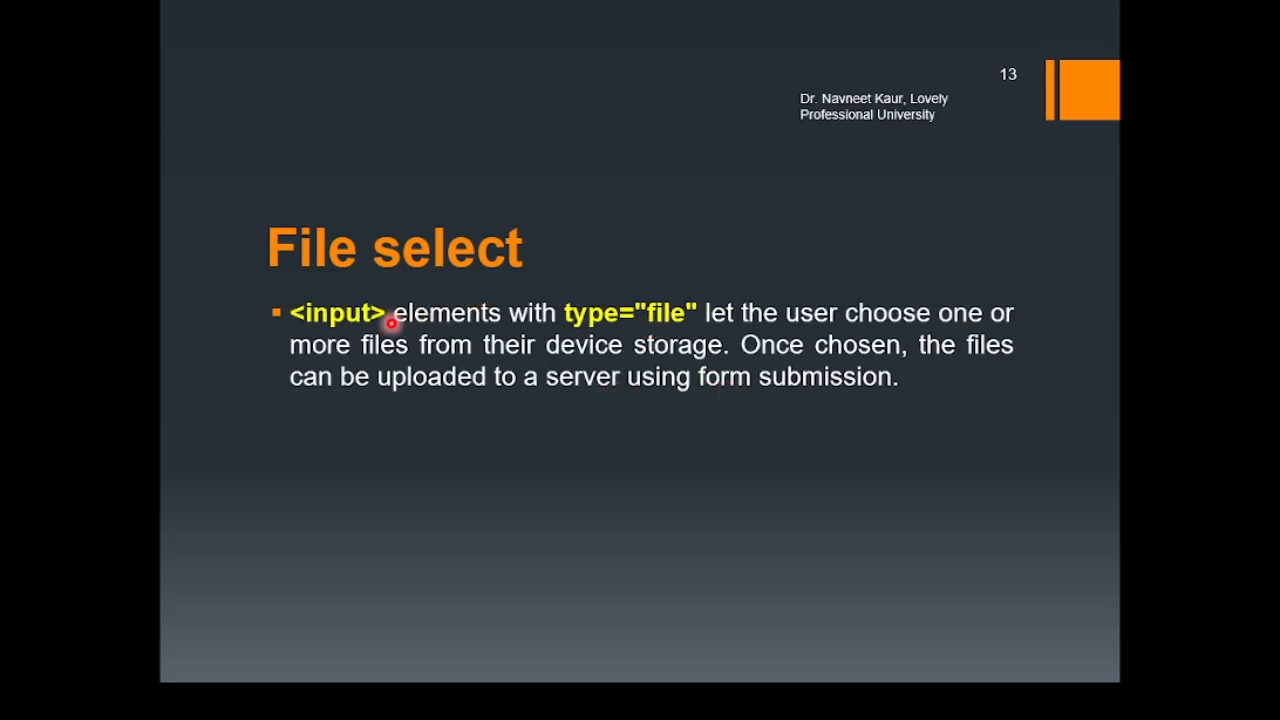 13
Dr. Navneet Kaur, Lovely
Professional University
File select
<input> elements with type="file" let the user choose one or
more files from their device storage. Once chosen, the files
can be uploaded to a server using form submission.